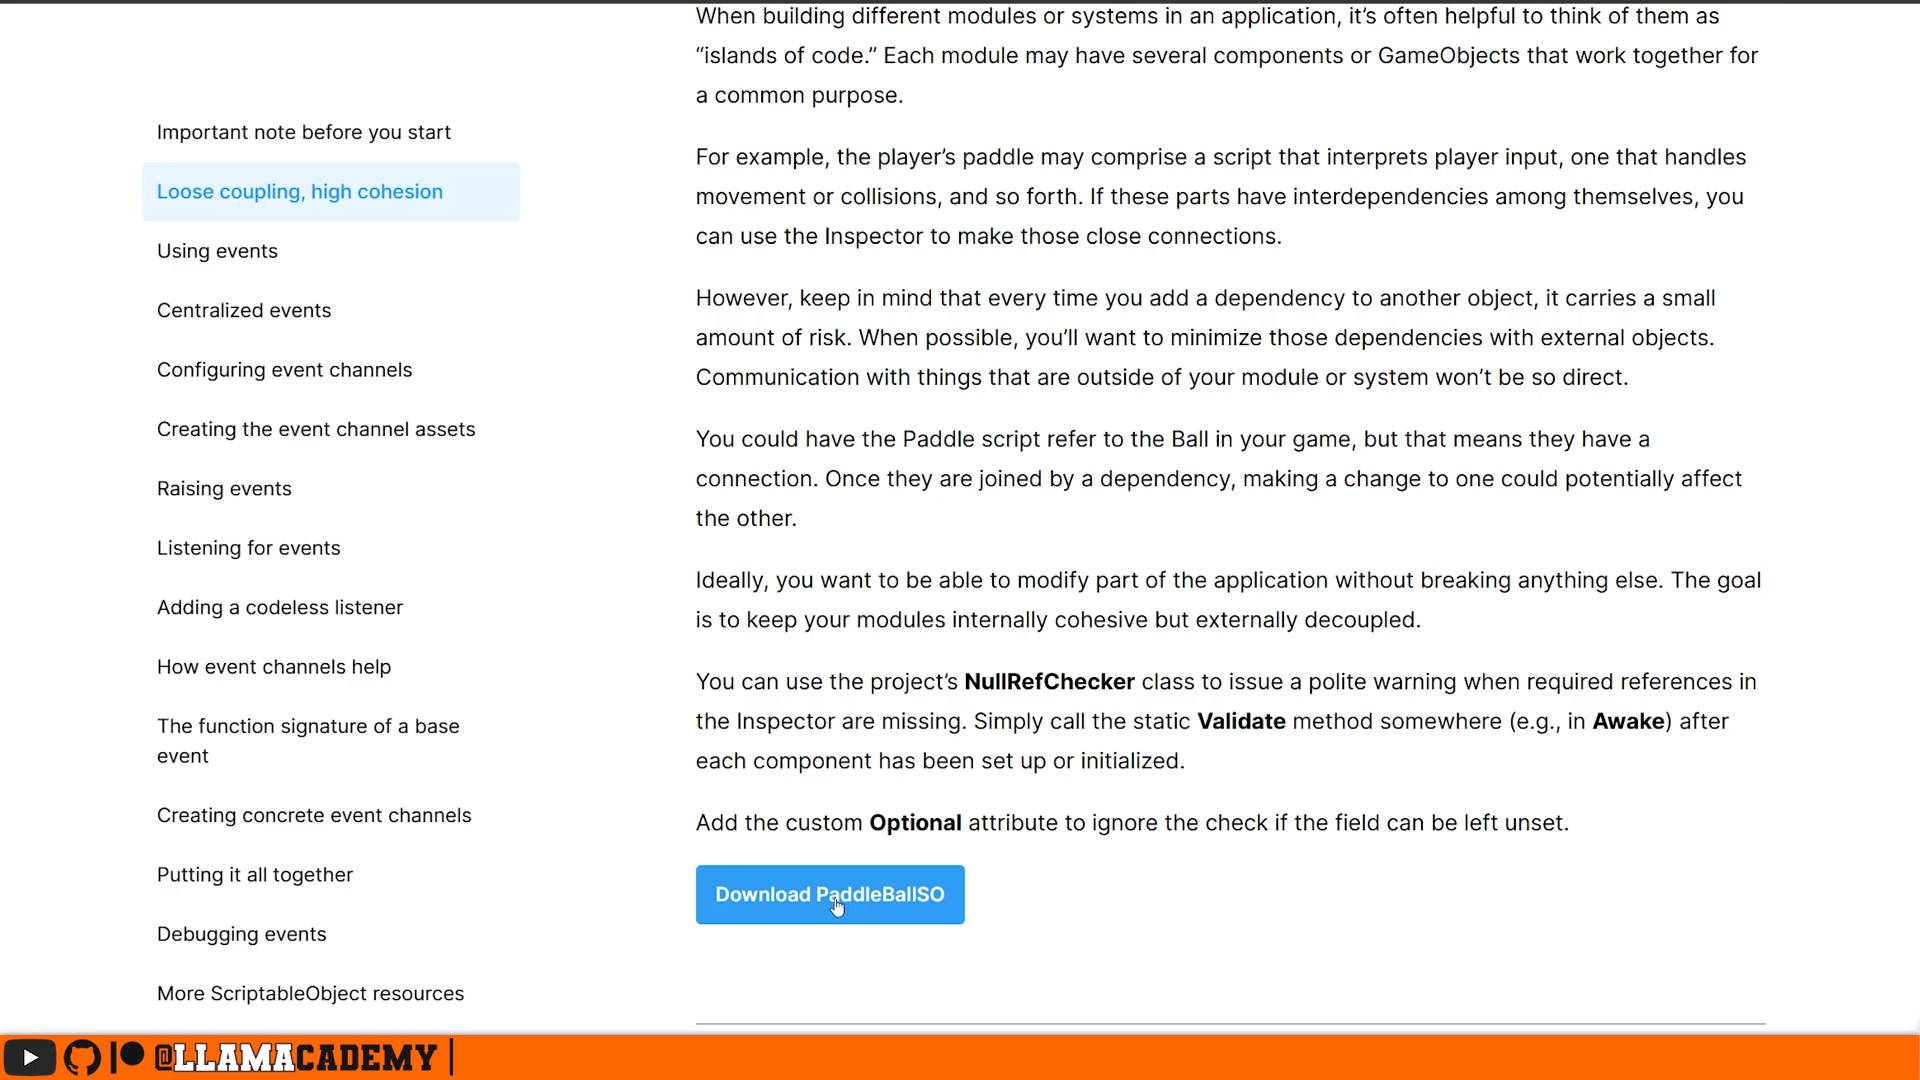 Important note before you start
Loose coupling, high cohesion
Using events
Centralized events
Configuring event channels
Creating the event channel assets
Raising events
Listening for events
Adding a codeless listener
How event channels help
The function signature of a base
event
Creating concrete event channels
Putting it all together
Debugging events
More ScriptableObject resources
When building different modules or systems in an application, it’s often helpful to think of them as
“islands of code.” Each module may have several components or GameObjects that work together for
a common purpose.
For example, the player’s paddle may comprise a script that interprets player input, one that handles
movement or collisions, and so forth. If these parts have interdependencies among themselves, you
can use the Inspector to make those close connections.
However, keep in mind that every time you add a dependency to another object, it carries a small
amount of risk. When possible, you’ll want to minimize those dependencies with external objects.
Communication with things that are outside of your module or system won’t be so direct.
You could have the Paddle script refer to the Ball in your game, but that means they have a
connection. Once they are joined by a dependency, making a change to one could potentially affect
the other.
Ideally, you want to be able to modify part of the application without breaking anything else. The goal
is to keep your modules internally cohesive but externally decoupled.
You can use the project’s NullRefChecker class to issue a polite warning when required references in
the Inspector are missing. Simply call the static Validate method somewhere (e.g., in Awake) after
each component has been set up or initialized.
Add the custom Optional attribute to ignore the check if the field can be left unset.
Download PaddleBallSO
@LLAMACADEMY